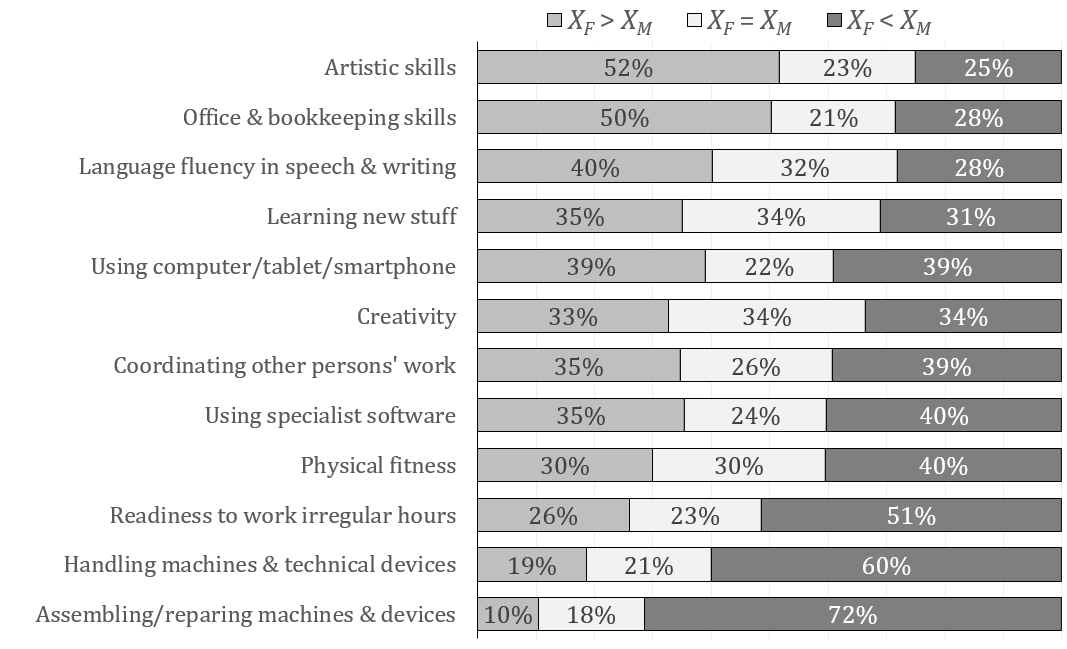 X_F > X_M X_F = X_M X_F < X_M
Artistic skills 52% 23% 25%
Office & bookkeeping skills 50% 21% 28%
Language fluency in speech & writing 40% 32% 28%
Learning new stuff 35% 34% 31%
Using computer/tablet/smartphone 39% 22% 39%
Creativity 33% 34% 34%
Coordinating other persons' work 35% 26% 39%
Using specialist software 35% 24% 40%
Physical fitness 30% 30% 40%
Readiness to work irregular hours 26% 23% 51%
Handling machines & technical devices 19% 21% 60%
Assembling/reparing machines & devices 10% 18% 72%